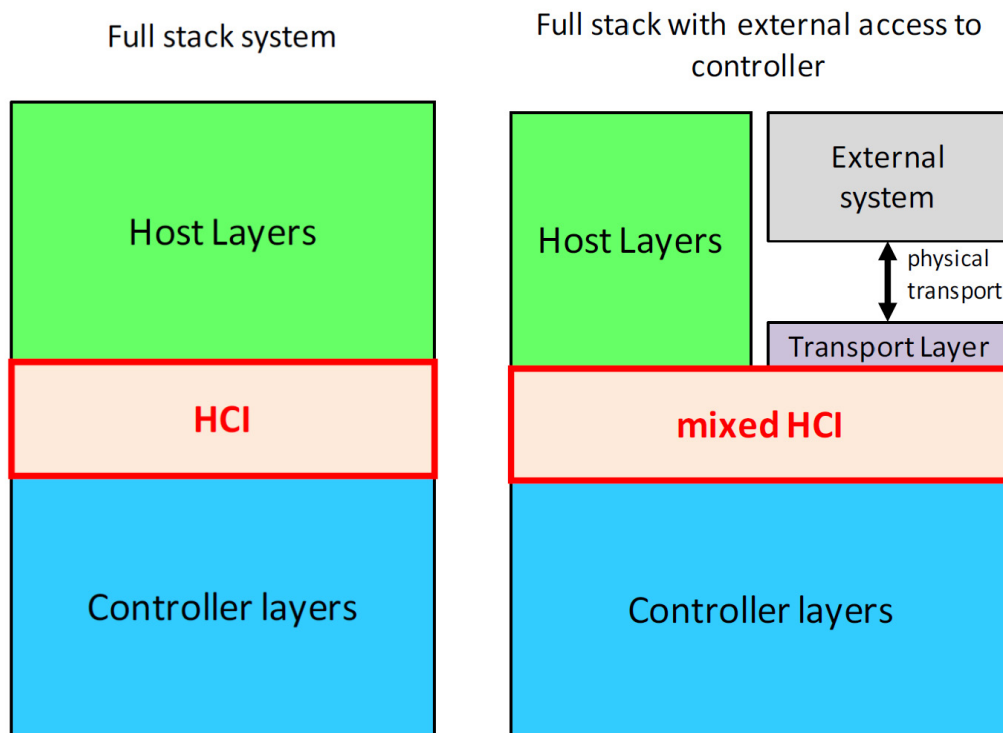 Full stack system
Host Layers
HCI
Controller layers
Full stack with external access to
controller
Host Layers
External
system
physical
transport
Transport Layer
mixed HCI
Controller layers